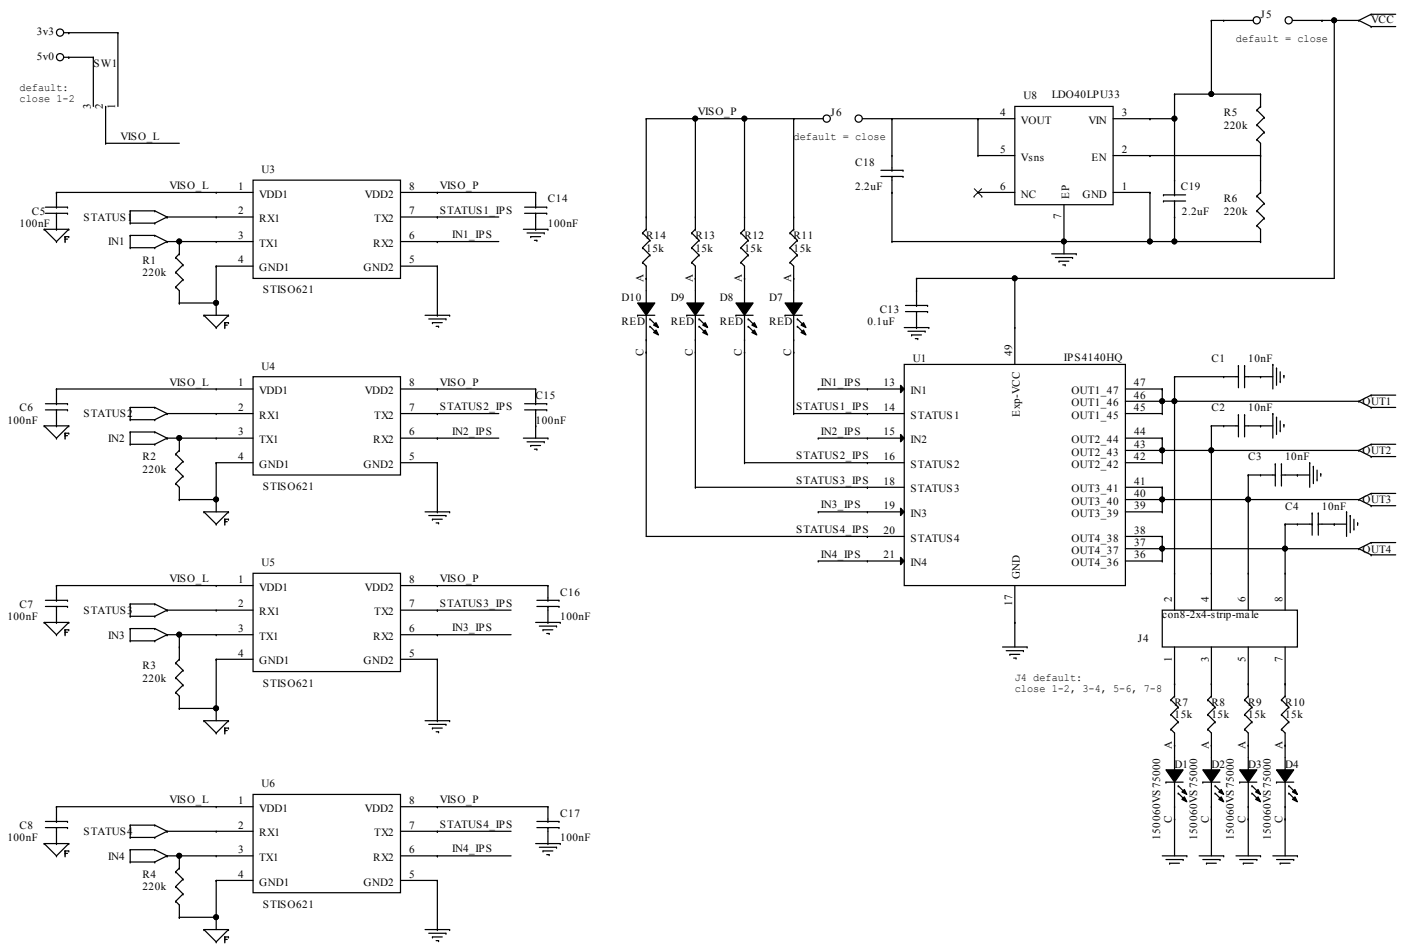 3v3
5v0
SW1
default:
close 1-2
3
2
1
VISO_L
U3
VISO_L 1 VDD1 VDD2 8 VISO_P
C5
100nF
STATUS1 2 RX1 TX2 7 STATUS1_IPS
C14
100nF
IN1 3 TX1 RX2 6 IN1_IPS
R1
220k
4 GND1 GND2 5
STISO621
F
F
U4
VISO_L 1 VDD1 VDD2 8 VISO_P
C6
100nF
STATUS2 2 RX1 TX2 7 STATUS2_IPS
C15
100nF
IN2 3 TX1 RX2 6 IN2_IPS
R2
220k
4 GND1 GND2 5
STISO621
F
F
U5
VISO_L 1 VDD1 VDD2 8 VISO_P
C7
100nF
STATUS3 2 RX1 TX2 7 STATUS3_IPS
C16
100nF
IN3 3 TX1 RX2 6 IN3_IPS
R3
220k
4 GND1 GND2 5
STISO621
F
F
U6
VISO_L 1 VDD1 VDD2 8 VISO_P
C8
100nF
STATUS4 2 RX1 TX2 7 STATUS4_IPS
C17
100nF
IN4 3 TX1 RX2 6 IN4_IPS
R4
220k
4 GND1 GND2 5
STISO621
F
F
J5
default = close
VCC
U8 LDO40LPU33
4 VOUT VIN 3
5 Vsns EN 2
6 NC EP GND 1
7
R5
220k
R6
220k
C19
2.2uF
C18
2.2uF
VISO_P
J6
default = close
R14
15k
R13
15k
R12
15k
R11
15k
A
A
A
A
D10
RED
D9
RED
D8
RED
D7
RED
C
C
C
C
C13
0.1uF
49
U1 IPS4140HQ
Exp-VCC
IN1_IPS 13 IN1
STATUS1_IPS 14 STATUS1
IN2_IPS 15 IN2
STATUS2_IPS 16 STATUS2
STATUS3_IPS 18 STATUS3
IN3_IPS 19 IN3
STATUS4_IPS 20 STATUS4
IN4_IPS 21 IN4
GND
17
OUT1_47 47
OUT1_46 46
OUT1_45 45
OUT2_44 44
OUT2_43 43
OUT2_42 42
OUT3_41 41
OUT3_40 40
OUT3_39 39
OUT4_38 38
OUT4_37 37
OUT4_36 36
C1 10nF
OUT1
C2 10nF
OUT2
C3 10nF
OUT3
C4 10nF
OUT4
2 4 6 8
con8-2x4-strip-male
J4
1 3 5 7
J4 default:
close 1-2, 3-4, 5-6, 7-8
R7
15k
R8
15k
R9
15k
R10
15k
A
A
A
A
D1
D2
D3
D4
150060VS75000
150060VS75000
150060VS75000
150060VS75000
C
C
C
C